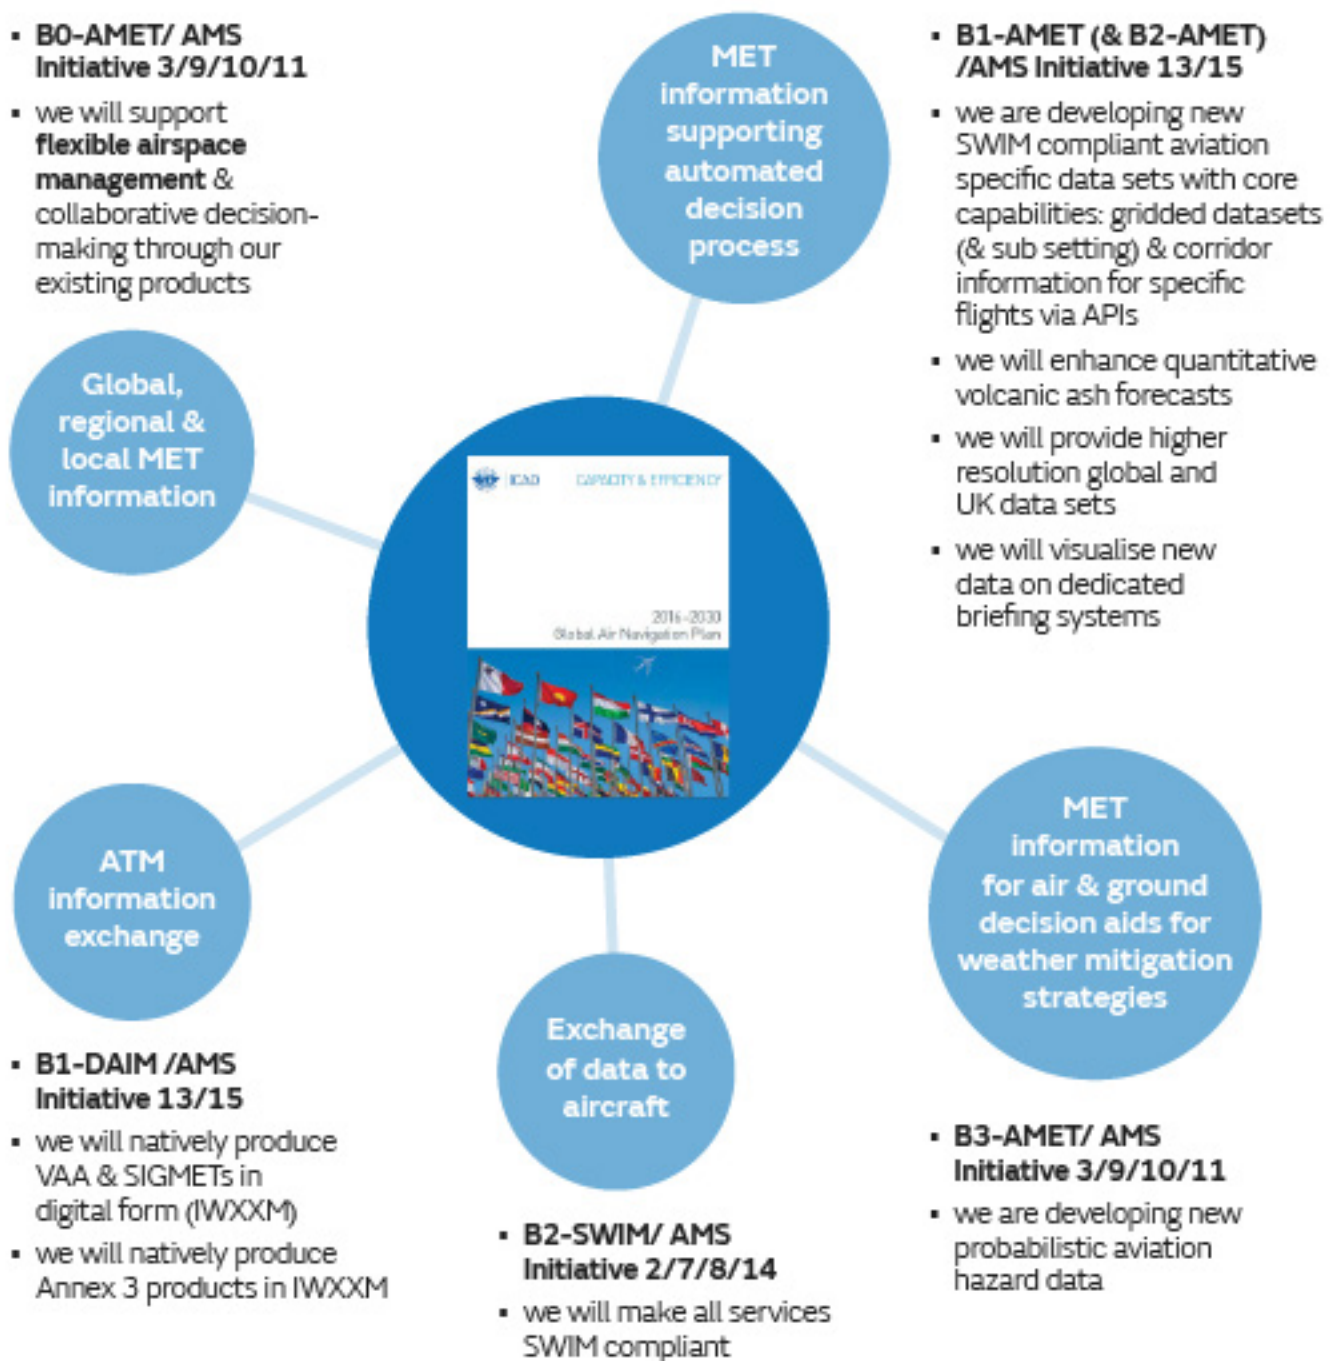 ▪ B0-AMET/ AMS
Initiative 3/9/10/11
▪ we will support
flexible airspace
management &
collaborative decision-
making through our
existing products
MET
information
supporting
automated
decision
process
▪ B1-AMET (& B2-AMET)
/AMS Initiative 13/15
▪ we are developing new
SWIM compliant aviation
specific data sets with core
capabilities: gridded datasets
(& sub setting) & corridor
information for specific
flights via APIs
▪ we will enhance quantitative
volcanic ash forecasts
▪ we will provide higher
resolution global and
UK data sets
▪ we will visualise new
data on dedicated
briefing systems
Global,
regional &
local MET
information
ICAO
CAPACITY & EFFICIENCY
2016–2030
Global Air Navigation Plan
ATM
information
exchange
▪ B1-DAIM /AMS
Initiative 13/15
▪ we will natively produce
VAA & SIGMETs in
digital form (IWXXM)
▪ we will natively produce
Annex 3 products in IWXXM
Exchange
of data to
aircraft
▪ B2-SWIM/ AMS
Initiative 2/7/8/14
▪ we will make all services
SWIM compliant
MET
information
for air & ground
decision aids for
weather mitigation
strategies
▪ B3-AMET/ AMS
Initiative 3/9/10/11
▪ we are developing new
probabilistic aviation
hazard data